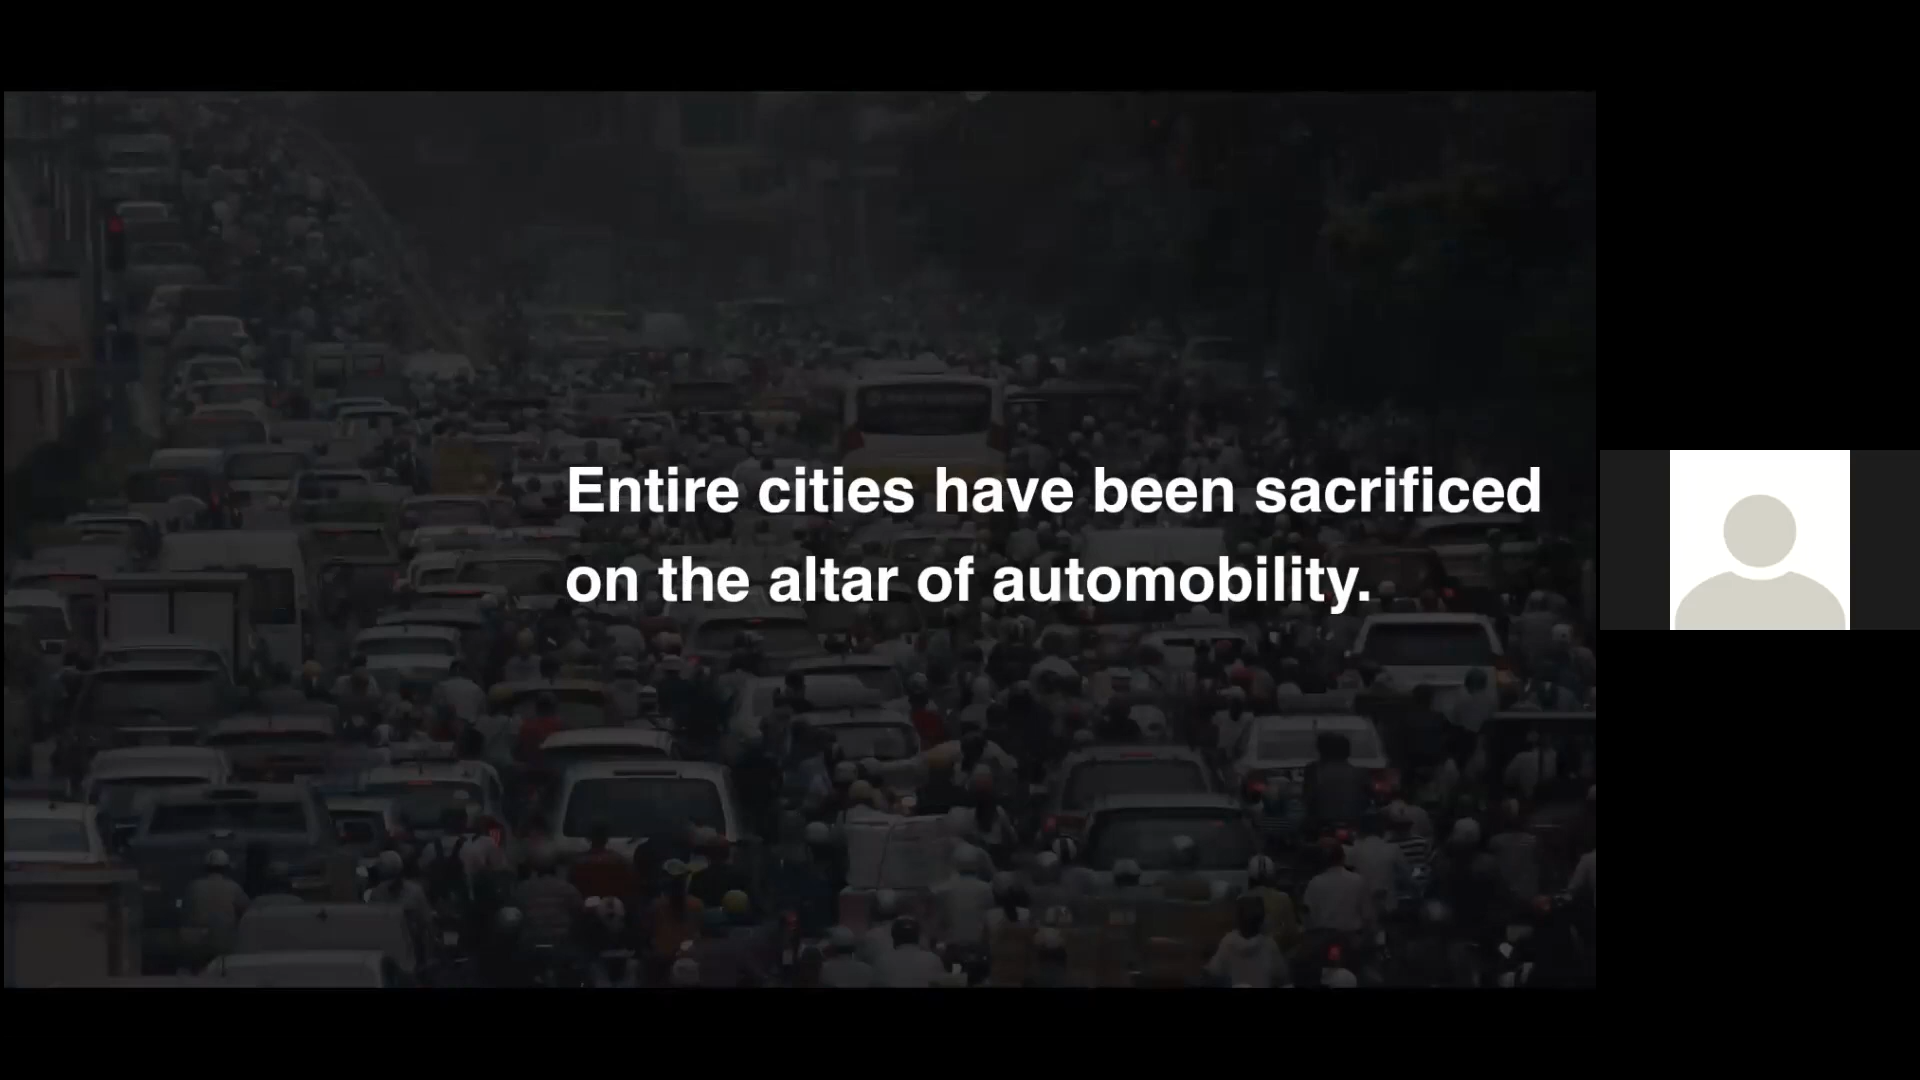 Entire cities have been sacrificed
on the altar of automobility.